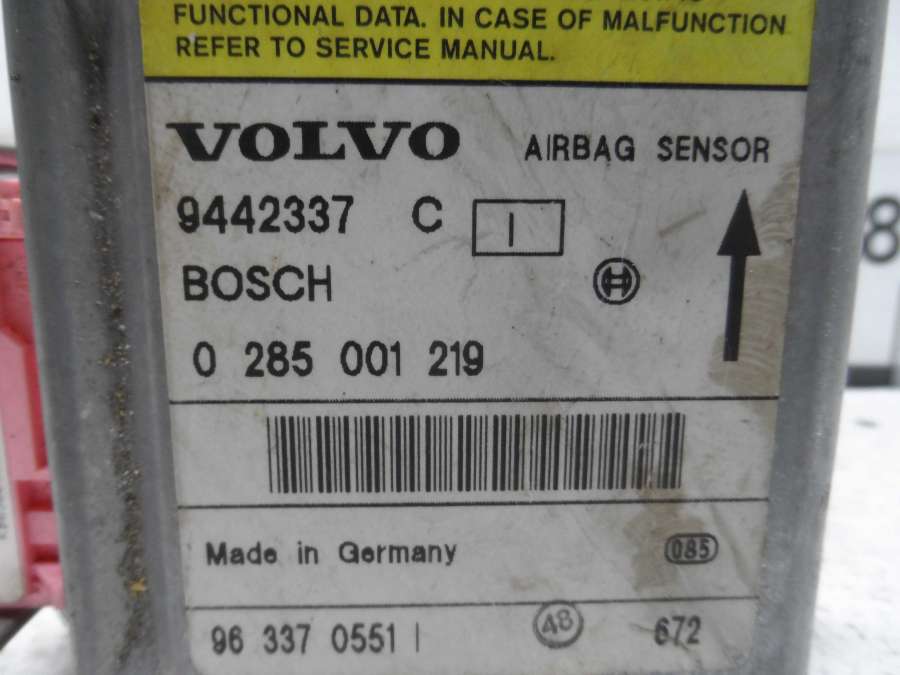 FUNCTIONAL DATA. IN CASE OF MALFUNCTION
REFER TO SERVICE MANUAL.
VOLVO AIRBAG SENSOR
9442337 C I
BOSCH
0 285 001 219
Made in Germany 085
96 337 0551 I 48 672
8